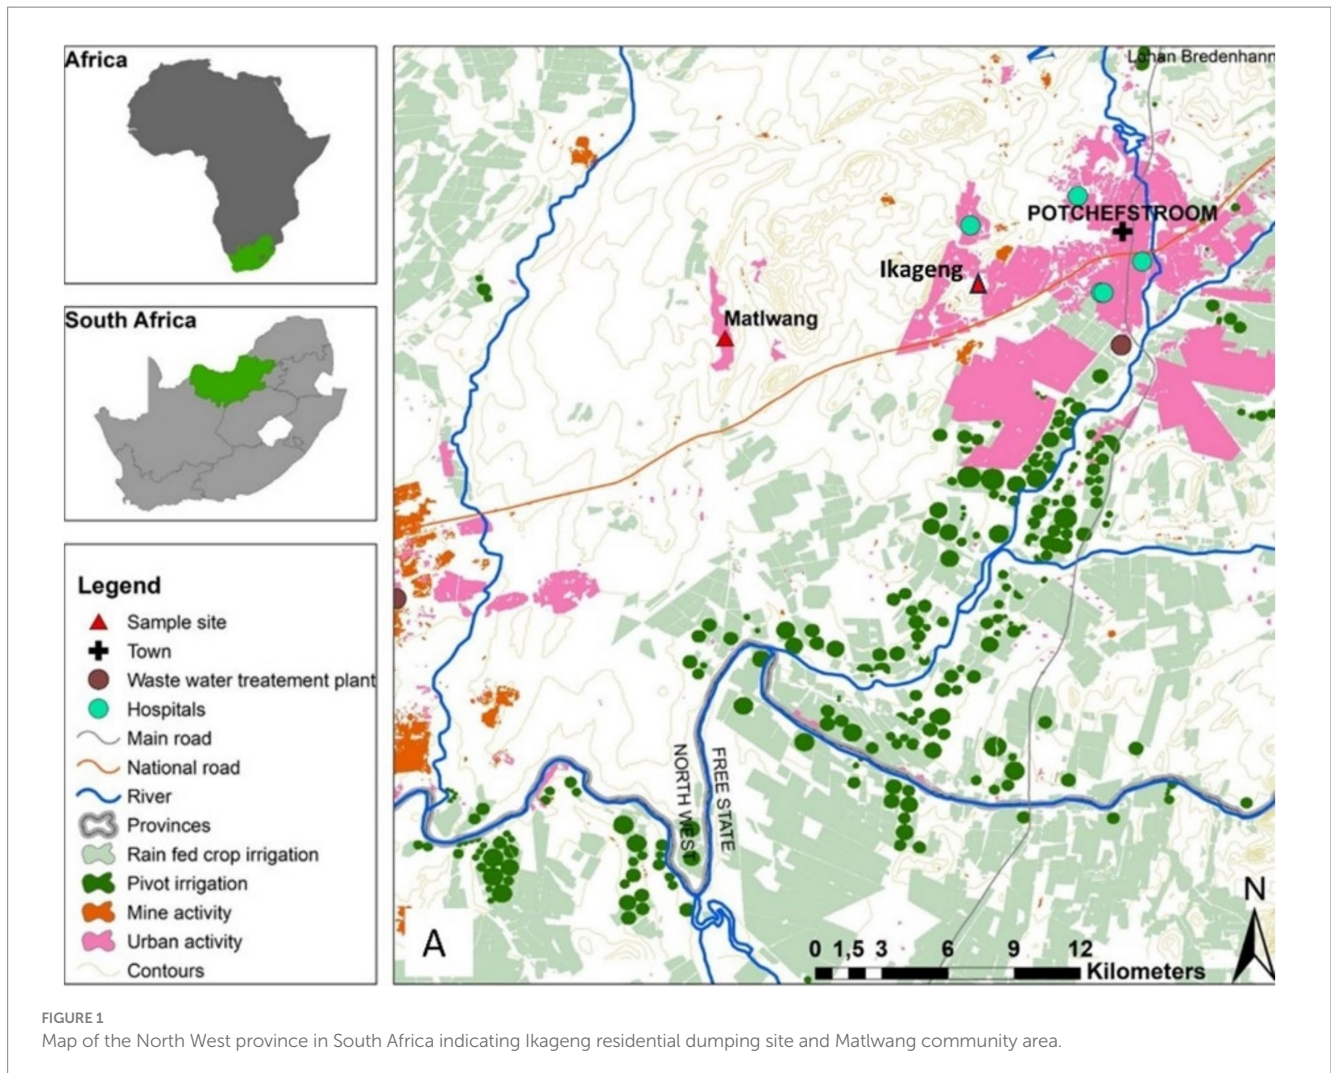 Africa
South Africa
Legend
Sample site
Town
Waste water treatement plant
Hospitals
Main road
National road
River
Provinces
Rain fed crop irrigation
Pivot irrigation
Mine activity
Urban activity
Contours
Lohan Bredenhann
POTCHEFSTROOM
Ikageng
Matlwang
NORTH WEST
FREE STATE
A
N
0 1,5 3 6 9 12
Kilometers
FIGURE 1
Map of the North West province in South Africa indicating Ikageng residential dumping site and Matlwang community area.